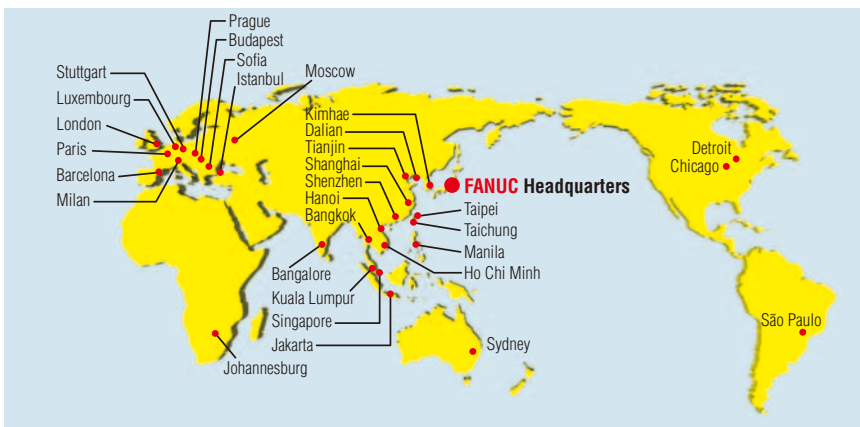 Prague
Budapest
Sofia
Istanbul
Moscow
Stuttgart
Luxembourg
London
Paris
Barcelona
Milan
Kimhae
Dalian
Tianjin
Shanghai
Shenzhen
Hanoi
Bangkok
FANUC Headquarters
Taipei
Taichung
Manila
Ho Chi Minh
Bangalore
Kuala Lumpur
Singapore
Jakarta
Johannesburg
Sydney
Detroit
Chicago
São Paulo